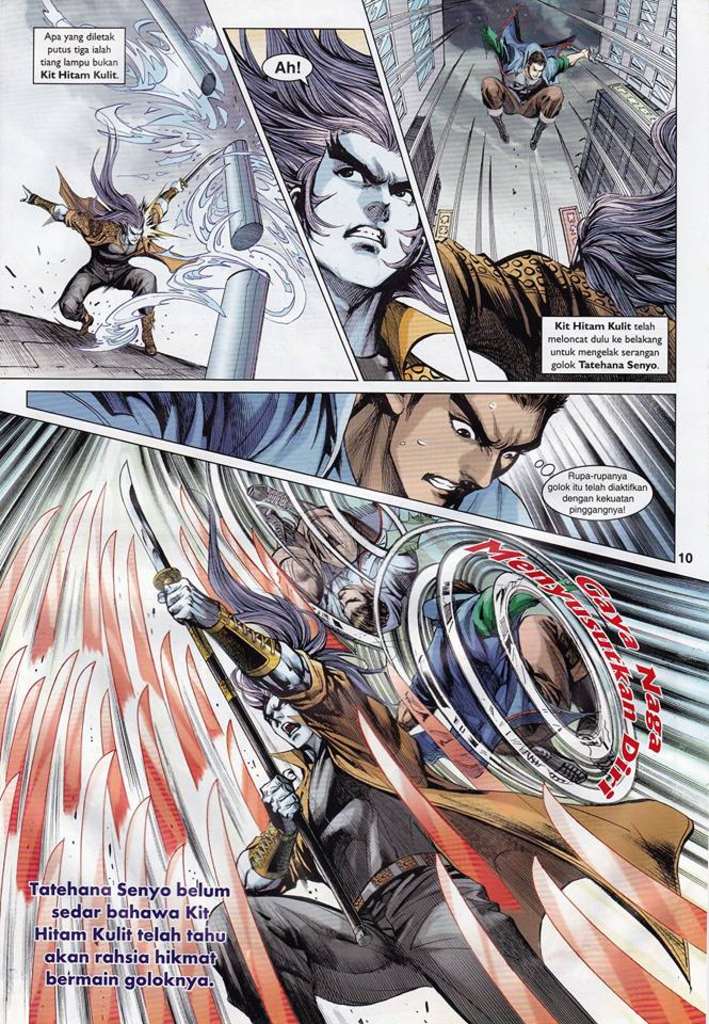 Apa yang diletak
putus tiga ialah
tiang lampu bukan
Kit Hitam Kulit.
Ah!
Kit Hitam Kulit telah
meloncat dulu ke belakang
untuk mengelak serangan
golok Tatehana Senyo.
Rupa-rupanya
golok itu telah diaktifkan
dengan kekuatan
pinggangnya!
10
Gaya Naga
Menyusutkan Diri
Tatehana Senyo belum
sedar bahawa Kit
Hitam Kulit telah tahu
akan rahsia hikmat
bermain goloknya.